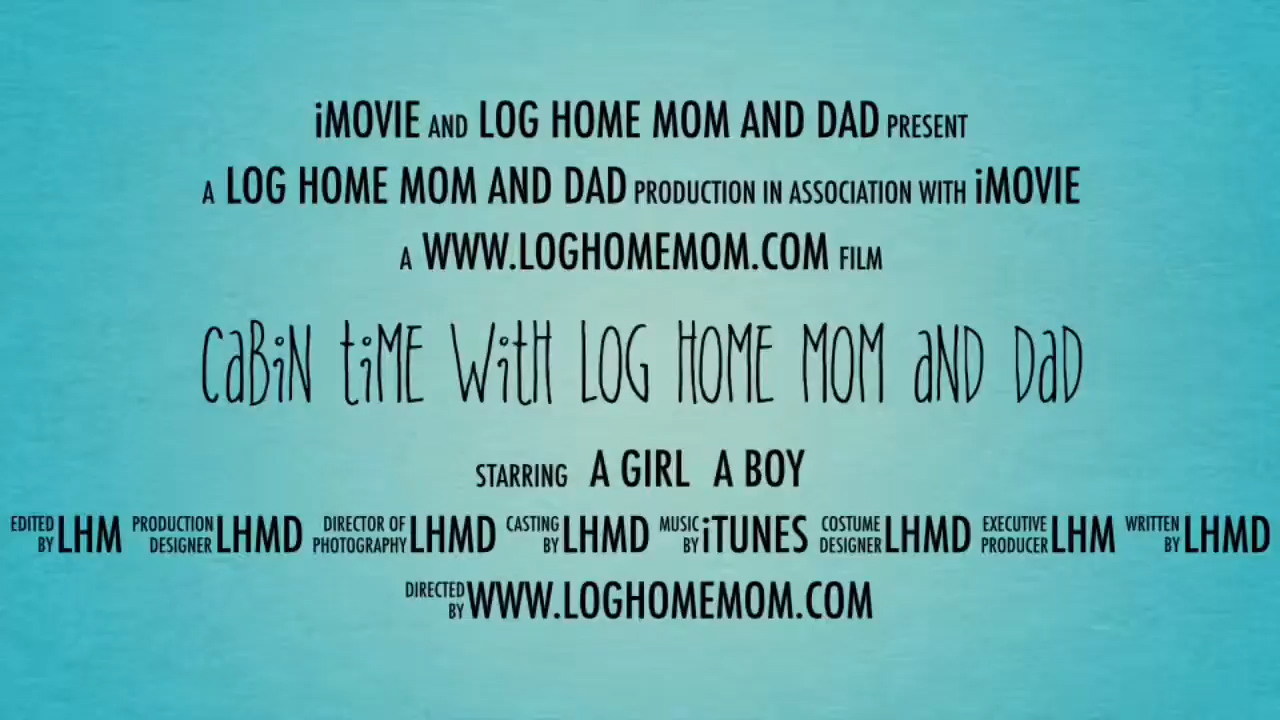 iMOVIE AND LOG HOME MOM AND DAD PRESENT
A LOG HOME MOM AND DAD PRODUCTION IN ASSOCIATION WITH iMOVIE
A WWW.LOGHOMEMOM.COM FILM
CaBiN tiME WitH LOG HOME MOM aND DaD
STARRING A GIRL A BOY
EDITED BY LHM PRODUCTION DESIGNER LHMD DIRECTOR OF PHOTOGRAPHY LHMD CASTING BY LHMD MUSIC BY iTUNES COSTUME DESIGNER LHMD EXECUTIVE PRODUCER LHM WRITTEN BY LHMD
DIRECTED BY WWW.LOGHOMEMOM.COM